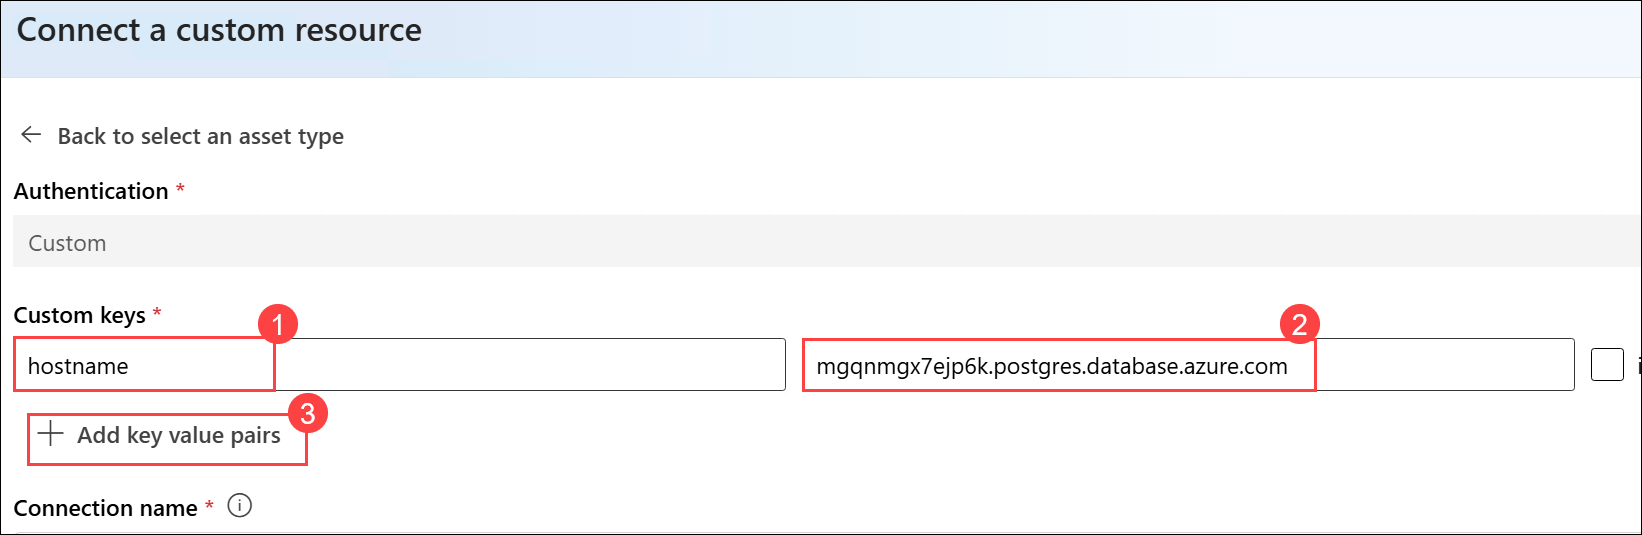 Connect a custom resource
← Back to select an asset type
Authentication *
Custom
Custom keys *
1
2
hostname
mgqnmgx7ejp6k.postgres.database.azure.com
3
+ Add key value pairs
Connection name * i